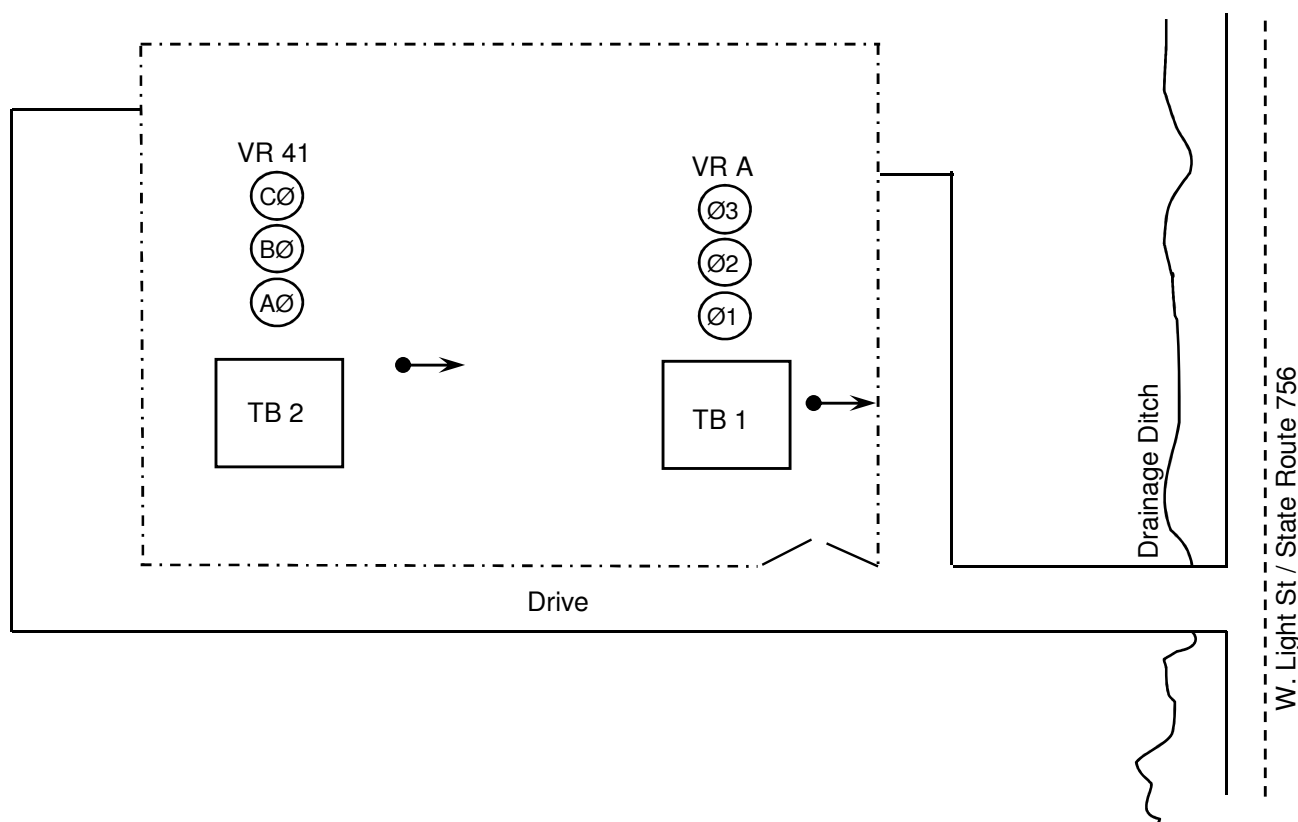 VR 41
CØ
BØ
AØ
TB 2
VR A
Ø3
Ø2
Ø1
TB 1
Drive
Drainage Ditch
W. Light St / State Route 756